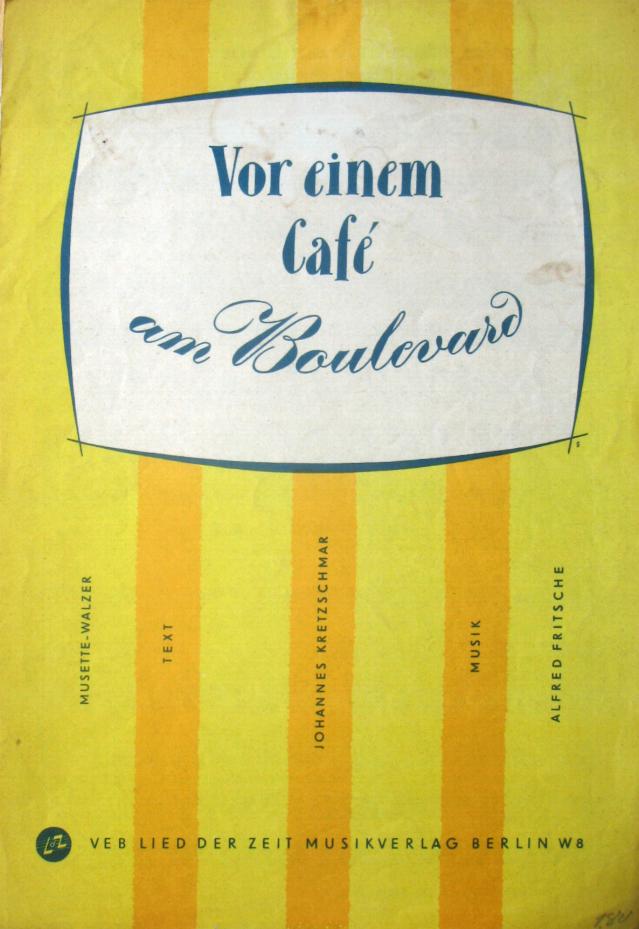 Vor einem
Café
am Boulevard
MUSETTE-WALZER
TEXT
JOHANNES KRETZSCHMAR
MUSIK
ALFRED FRITSCHE
LdZ VEB LIED DER ZEIT MUSIKVERLAG BERLIN W8